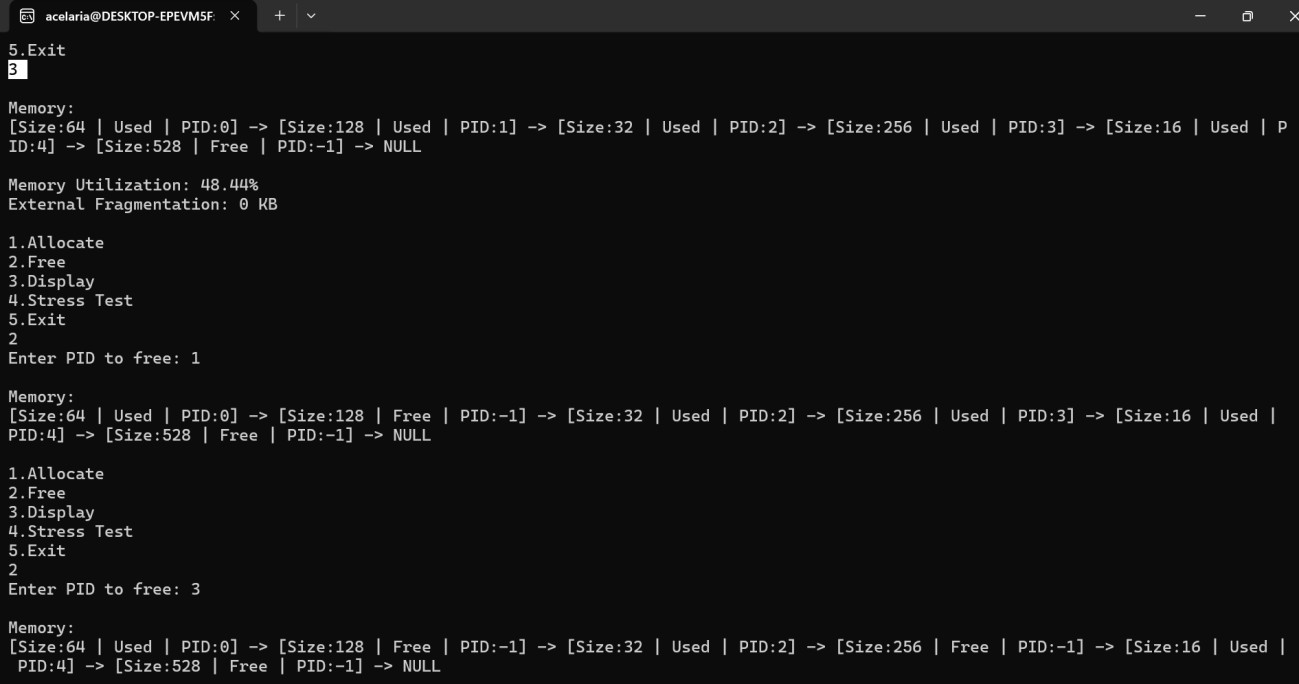 acelaria@DESKTOP-EPEVM5F:
5.Exit
3
Memory:
[Size:64 | Used | PID:0] -> [Size:128 | Used | PID:1] -> [Size:32 | Used | PID:2] -> [Size:256 | Used | PID:3] -> [Size:16 | Used | P
ID:4] -> [Size:528 | Free | PID:-1] -> NULL
Memory Utilization: 48.44%
External Fragmentation: 0 KB
1.Allocate
2.Free
3.Display
4.Stress Test
5.Exit
2
Enter PID to free: 1
Memory:
[Size:64 | Used | PID:0] -> [Size:128 | Free | PID:-1] -> [Size:32 | Used | PID:2] -> [Size:256 | Used | PID:3] -> [Size:16 | Used |
PID:4] -> [Size:528 | Free | PID:-1] -> NULL
1.Allocate
2.Free
3.Display
4.Stress Test
5.Exit
2
Enter PID to free: 3
Memory:
[Size:64 | Used | PID:0] -> [Size:128 | Free | PID:-1] -> [Size:32 | Used | PID:2] -> [Size:256 | Free | PID:-1] -> [Size:16 | Used |
PID:4] -> [Size:528 | Free | PID:-1] -> NULL